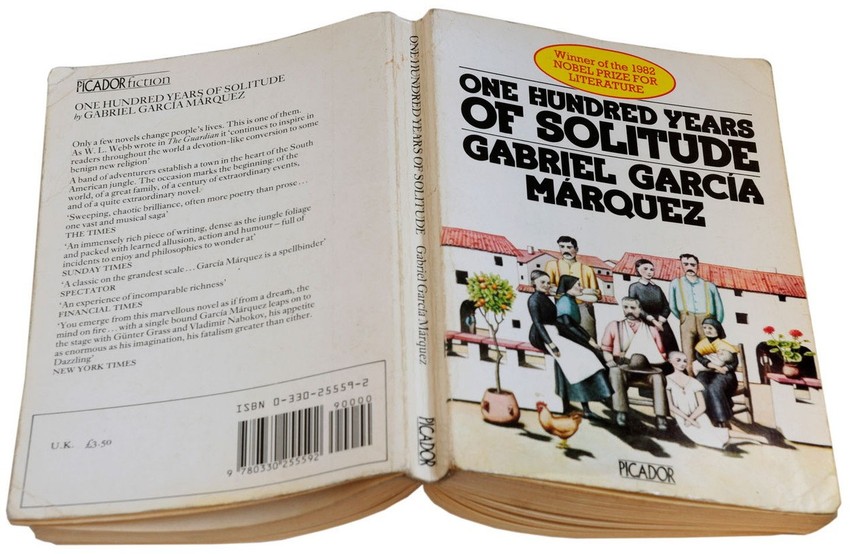 PICADOR fiction
ONE HUNDRED YEARS OF SOLITUDE
by GABRIEL GARCÍA MÁRQUEZ
Only a few novels change people's lives. This is one of them.
As W. L. Webb wrote in The Guardian it 'continues to inspire in
readers throughout the world a devotion-like conversion to some
benign new religion'
A band of adventurers establish a town in the heart of the South
American jungle. The occasion marks the beginning: of the
world, of a great family, of a century of extraordinary events,
and of a quite extraordinary novel.
'Sweeping, chaotic brilliance, often more poetry than prose…
one vast and musical saga'
THE TIMES
'An immensely rich piece of writing, dense as the jungle foliage
and packed with learned allusion, action and humour – full of
incidents to enjoy and philosophies to wonder at'
SUNDAY TIMES
'A classic on the grandest scale… García Márquez is a spellbinder'
SPECTATOR
'An experience of incomparable richness'
FINANCIAL TIMES
'You emerge from this marvellous novel as if from a dream, the
mind on fire… with a single bound García Márquez leaps on to
the stage with Günter Grass and Vladimir Nabokov, his appetite
as enormous as his imagination, his fatalism greater than either.
Dazzling'
NEW YORK TIMES
U.K. £3·50
ISBN 0-330-25559-2
90000
9 780330 255592
ONE HUNDRED YEARS OF SOLITUDE Gabriel García Márquez PICADOR
Winner of the 1982
NOBEL PRIZE FOR
LITERATURE
ONE HUNDRED YEARS
OF SOLITUDE
GABRIEL GARCÍA
MÁRQUEZ
PICADOR